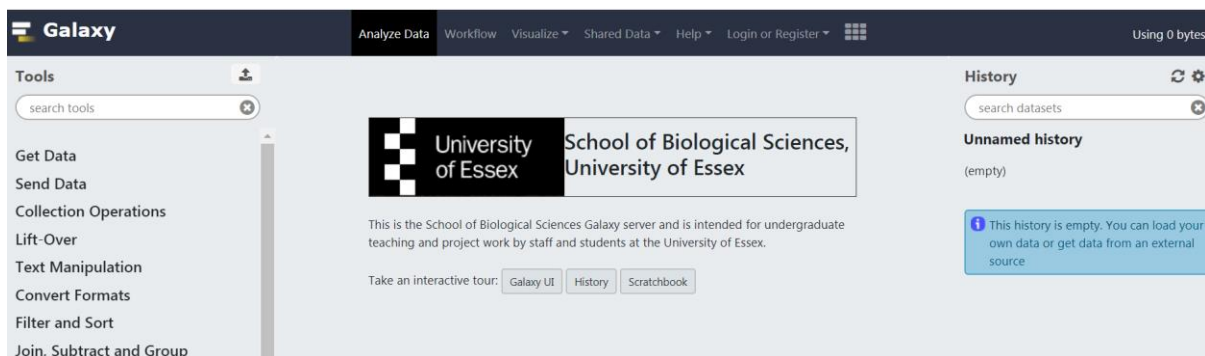 Galaxy
Analyze Data Workflow Visualize Shared Data Help Login or Register Using 0 bytes
Tools
search tools
Get Data
Send Data
Collection Operations
Lift-Over
Text Manipulation
Convert Formats
Filter and Sort
Join, Subtract and Group
University
of Essex
School of Biological Sciences,
University of Essex
This is the School of Biological Sciences Galaxy server and is intended for undergraduate
teaching and project work by staff and students at the University of Essex.
Take an interactive tour: Galaxy UI History Scratchbook
History
search datasets
Unnamed history
(empty)
This history is empty. You can load your
own data or get data from an external
source